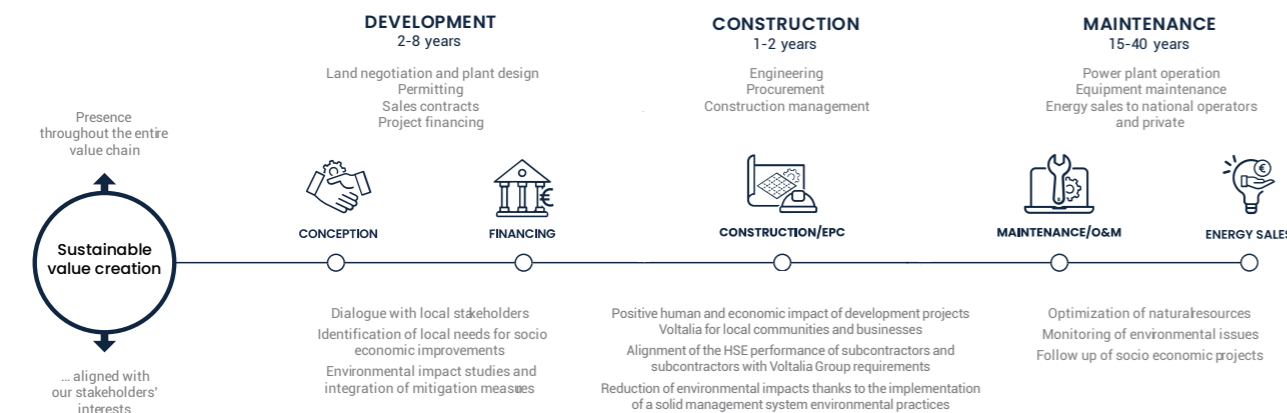 DEVELOPMENT
2-8 years
Land negotiation and plant design
Permitting
Sales contracts
Project financing
CONSTRUCTION
1-2 years
Engineering
Procurement
Construction management
MAINTENANCE
15-40 years
Power plant operation
Equipment maintenance
Energy sales to national operators
and private
Presence
throughout the entire
value chain
Sustainable
value creation
... aligned with
our stakeholders'
interests
CONCEPTION
FINANCING
CONSTRUCTION/EPC
MAINTENANCE/O&M
ENERGY SALES
Dialogue with local stakeholders
Identification of local needs for socio
economic improvements
Environmental impact studies and
integration of mitigation measures
Positive human and economic impact of development projects
Voltalia for local communities and businesses
Alignment of the HSE performance of subcontractors and
subcontractors with Voltalia Group requirements
Reduction of environmental impacts thanks to the implementation
of a solid management system environmental practices
Optimization of natural resources
Monitoring of environmental issues
Follow up of socio economic projects